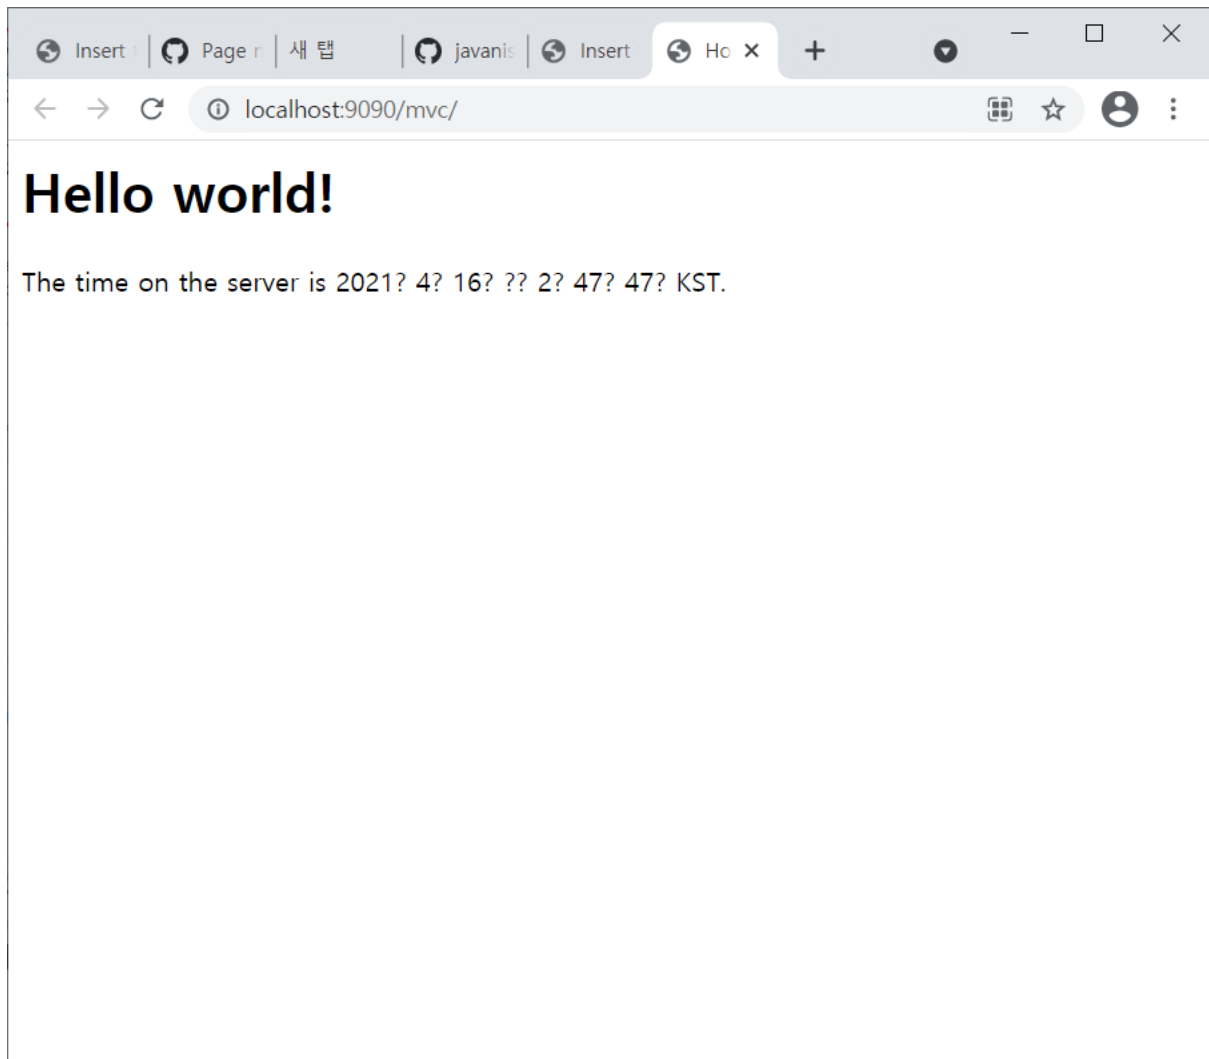 Insert Page 새 탭 javanis Insert Ho
localhost:9090/mvc/
Hello world!
The time on the server is 2021? 4? 16? ?? 2? 47? 47? KST.